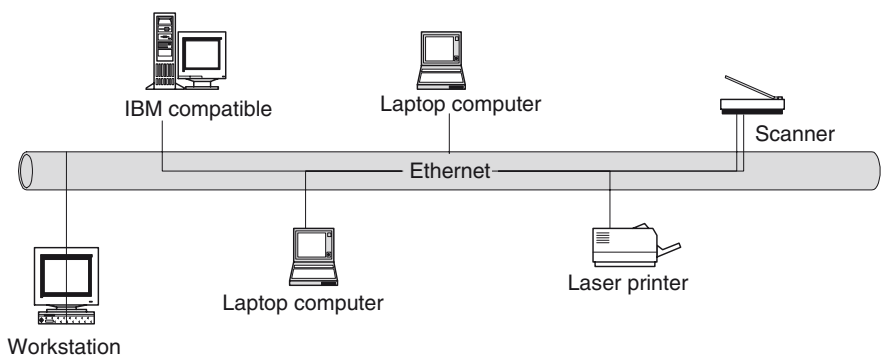 IBM compatible
Laptop computer
Scanner
Ethernet
Laptop computer
Laser printer
Workstation